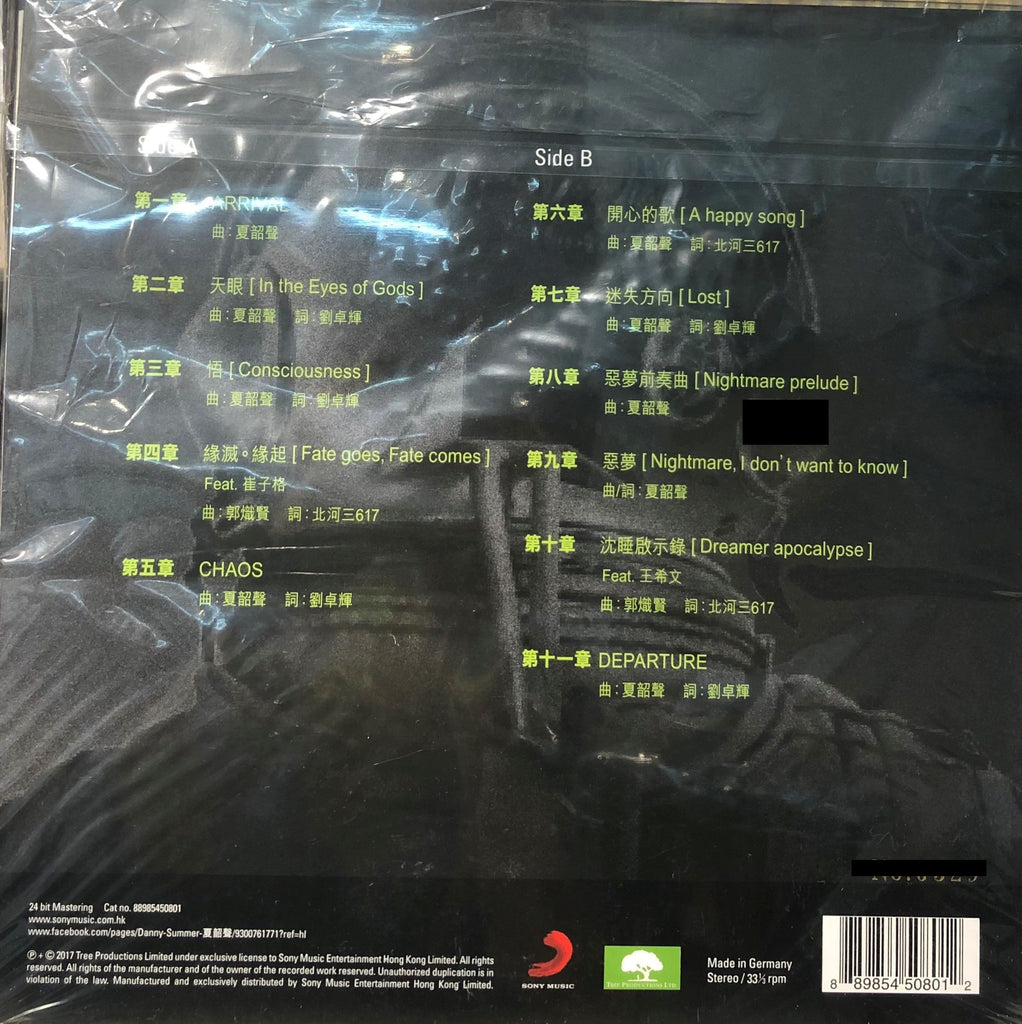 Side A
第一章 ARRIVAL
曲:夏韶聲
第二章 天眼 [ In the Eyes of Gods ]
曲:夏韶聲 詞:劉卓輝
第三章 悟 [ Consciousness ]
曲:夏韶聲 詞:劉卓輝
第四章 緣滅。緣起 [ Fate goes, Fate comes ]
Feat. 崔子格
曲:郭熾賢 詞:北河三617
第五章 CHAOS
曲:夏韶聲 詞:劉卓輝
Side B
第六章 開心的歌 [ A happy song ]
曲:夏韶聲 詞:北河三617
第七章 迷失方向 [ Lost ]
曲:夏韶聲 詞:劉卓輝
第八章 惡夢前奏曲 [ Nightmare prelude ]
曲:夏韶聲
第九章 惡夢 [ Nightmare, I don't want to know ]
曲/詞:夏韶聲
第十章 沈睡啟示錄 [ Dreamer apocalypse ]
Feat. 王希文
曲:郭熾賢 詞:北河三617
第十一章 DEPARTURE
曲:夏韶聲 詞:劉卓輝
24 bit Mastering Cat no. 88985450801
www.sonymusic.com.hk
www.facebook.com/pages/Danny-Summer-夏韶聲/9300761771?ref=hl
℗ + © 2017 Tree Productions Limited under exclusive license to Sony Music Entertainment Hong Kong Limited. All rights
reserved. All rights of the manufacturer and of the owner of the recorded work reserved. Unauthorized duplication is in
violation of the law. Manufactured and exclusively distributed by Sony Music Entertainment Hong Kong Limited.
SONY MUSIC
TREE PRODUCTIONS LTD
Made in Germany
Stereo / 33⅓ rpm
8 89854 50801 2